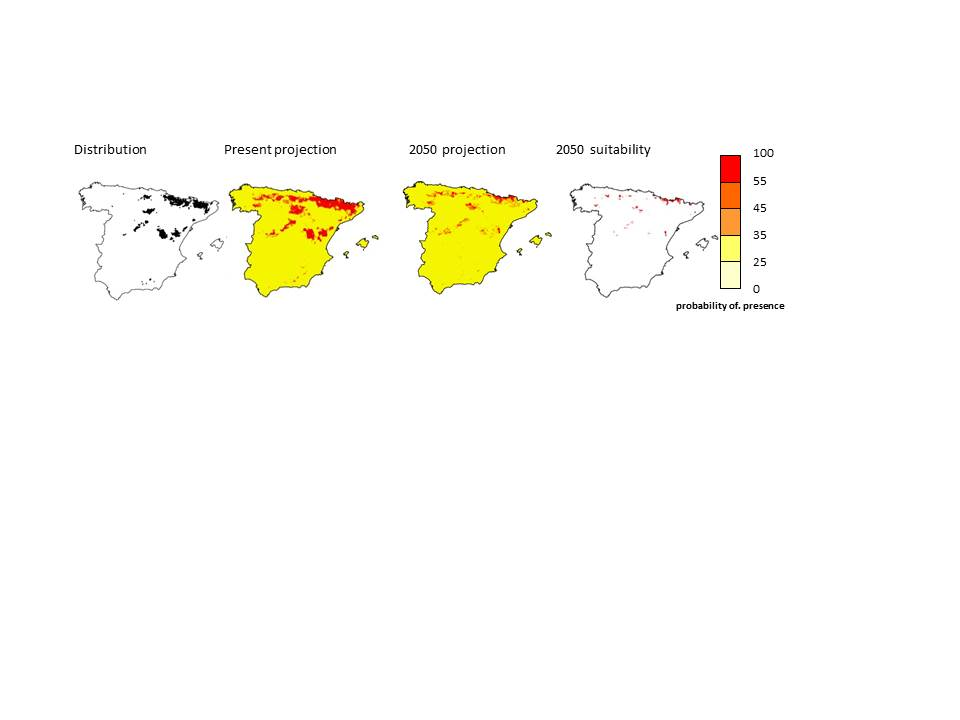 Distribution
Present projection
2050 projection
2050 suitability
100
55
45
35
25
0
probability of. presence